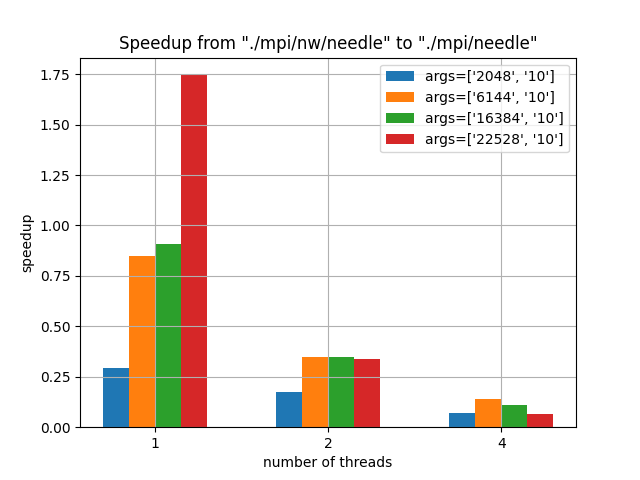 Speedup from "./mpi/nw/needle" to "./mpi/needle"
args=['2048', '10']
args=['6144', '10']
args=['16384', '10']
args=['22528', '10']
speedup
1.75
1.50
1.25
1.00
0.75
0.50
0.25
0.00
1 2 4
number of threads